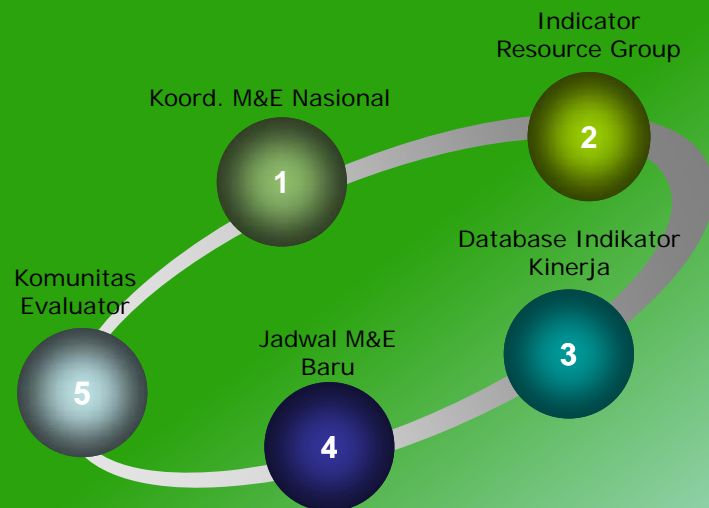 Koord. M&E Nasional
1
Indicator
Resource Group
2
Database Indikator
Kinerja
3
Jadwal M&E
Baru
4
Komunitas
Evaluator
5